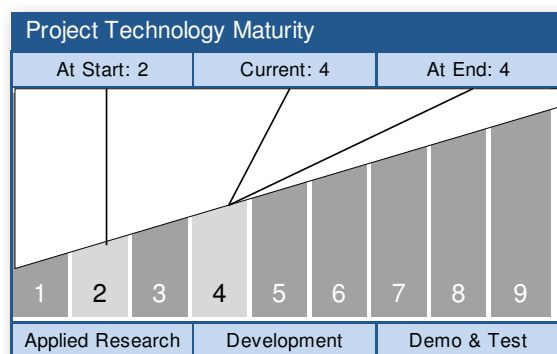 Project Technology Maturity
At Start: 2 Current: 4 At End: 4
1 2 3 4 5 6 7 8 9
Applied Research Development Demo & Test